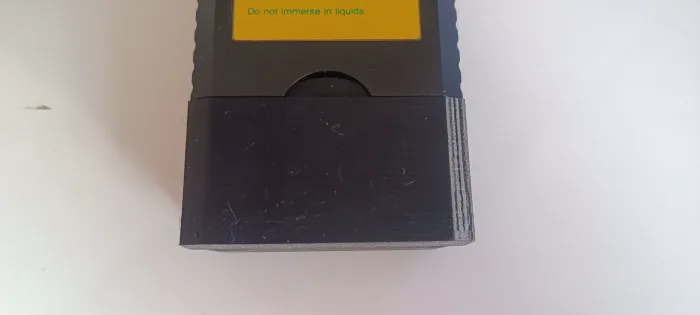 Do not immerse in liquids.